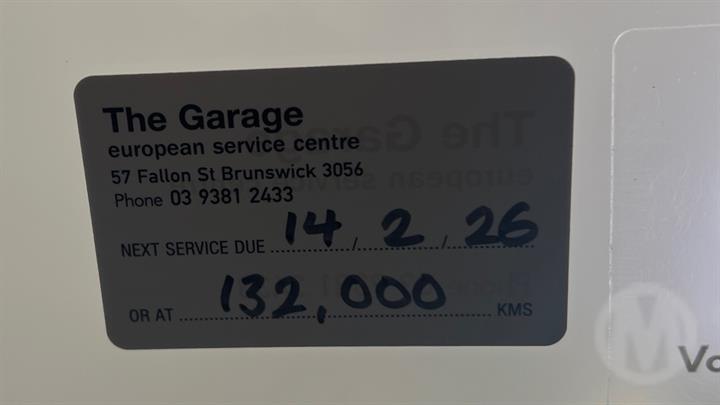 The Garage
european service centre
57 Fallon St Brunswick 3056
Phone 03 9381 2433
NEXT SERVICE DUE 14 / 2 / 26
OR AT 132,000 KMS
M